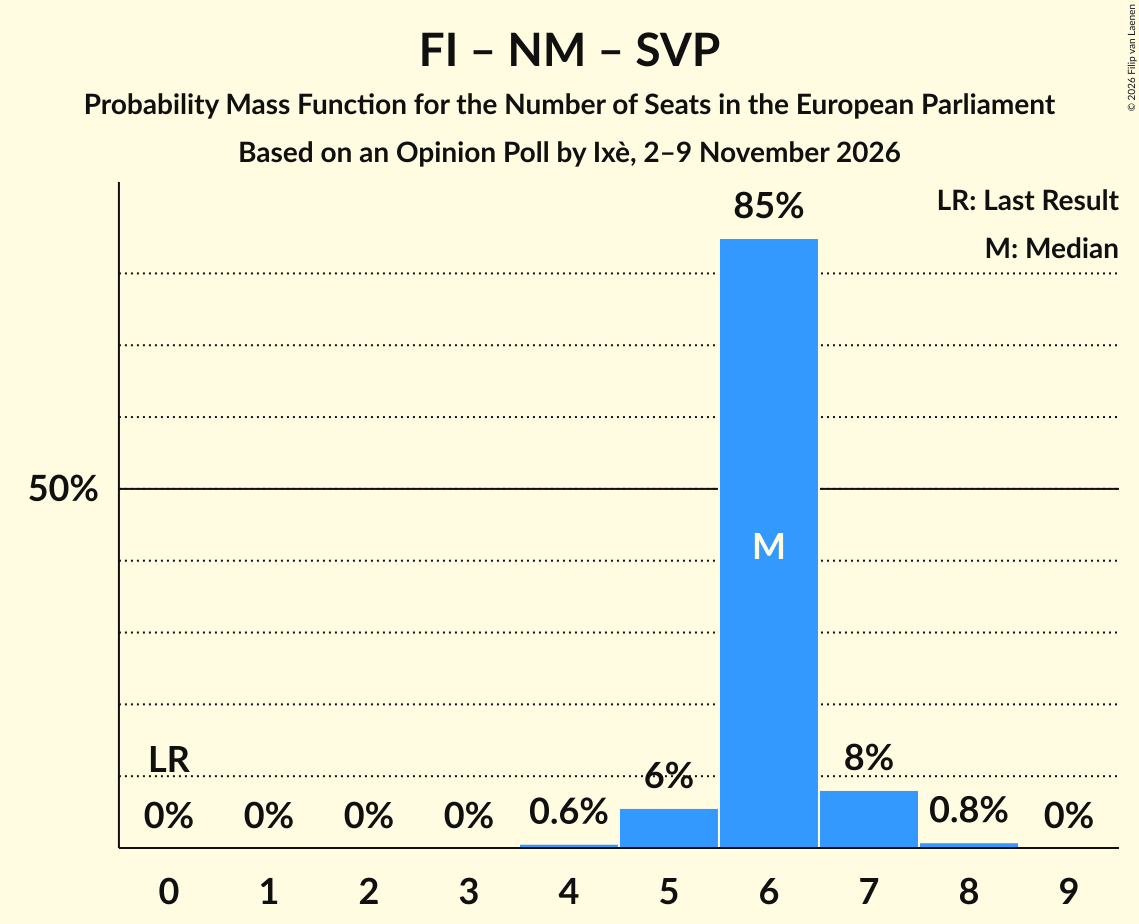 FI – NM – SVP
Probability Mass Function for the Number of Seats in the European Parliament
Based on an Opinion Poll by Ixè, 2–9 November 2026
© 2026 Filip van Laenen
LR: Last Result
M: Median
85%
50%
M
LR
0% 0% 0% 0% 0.6% 6% 8% 0.8% 0%
0 1 2 3 4 5 6 7 8 9